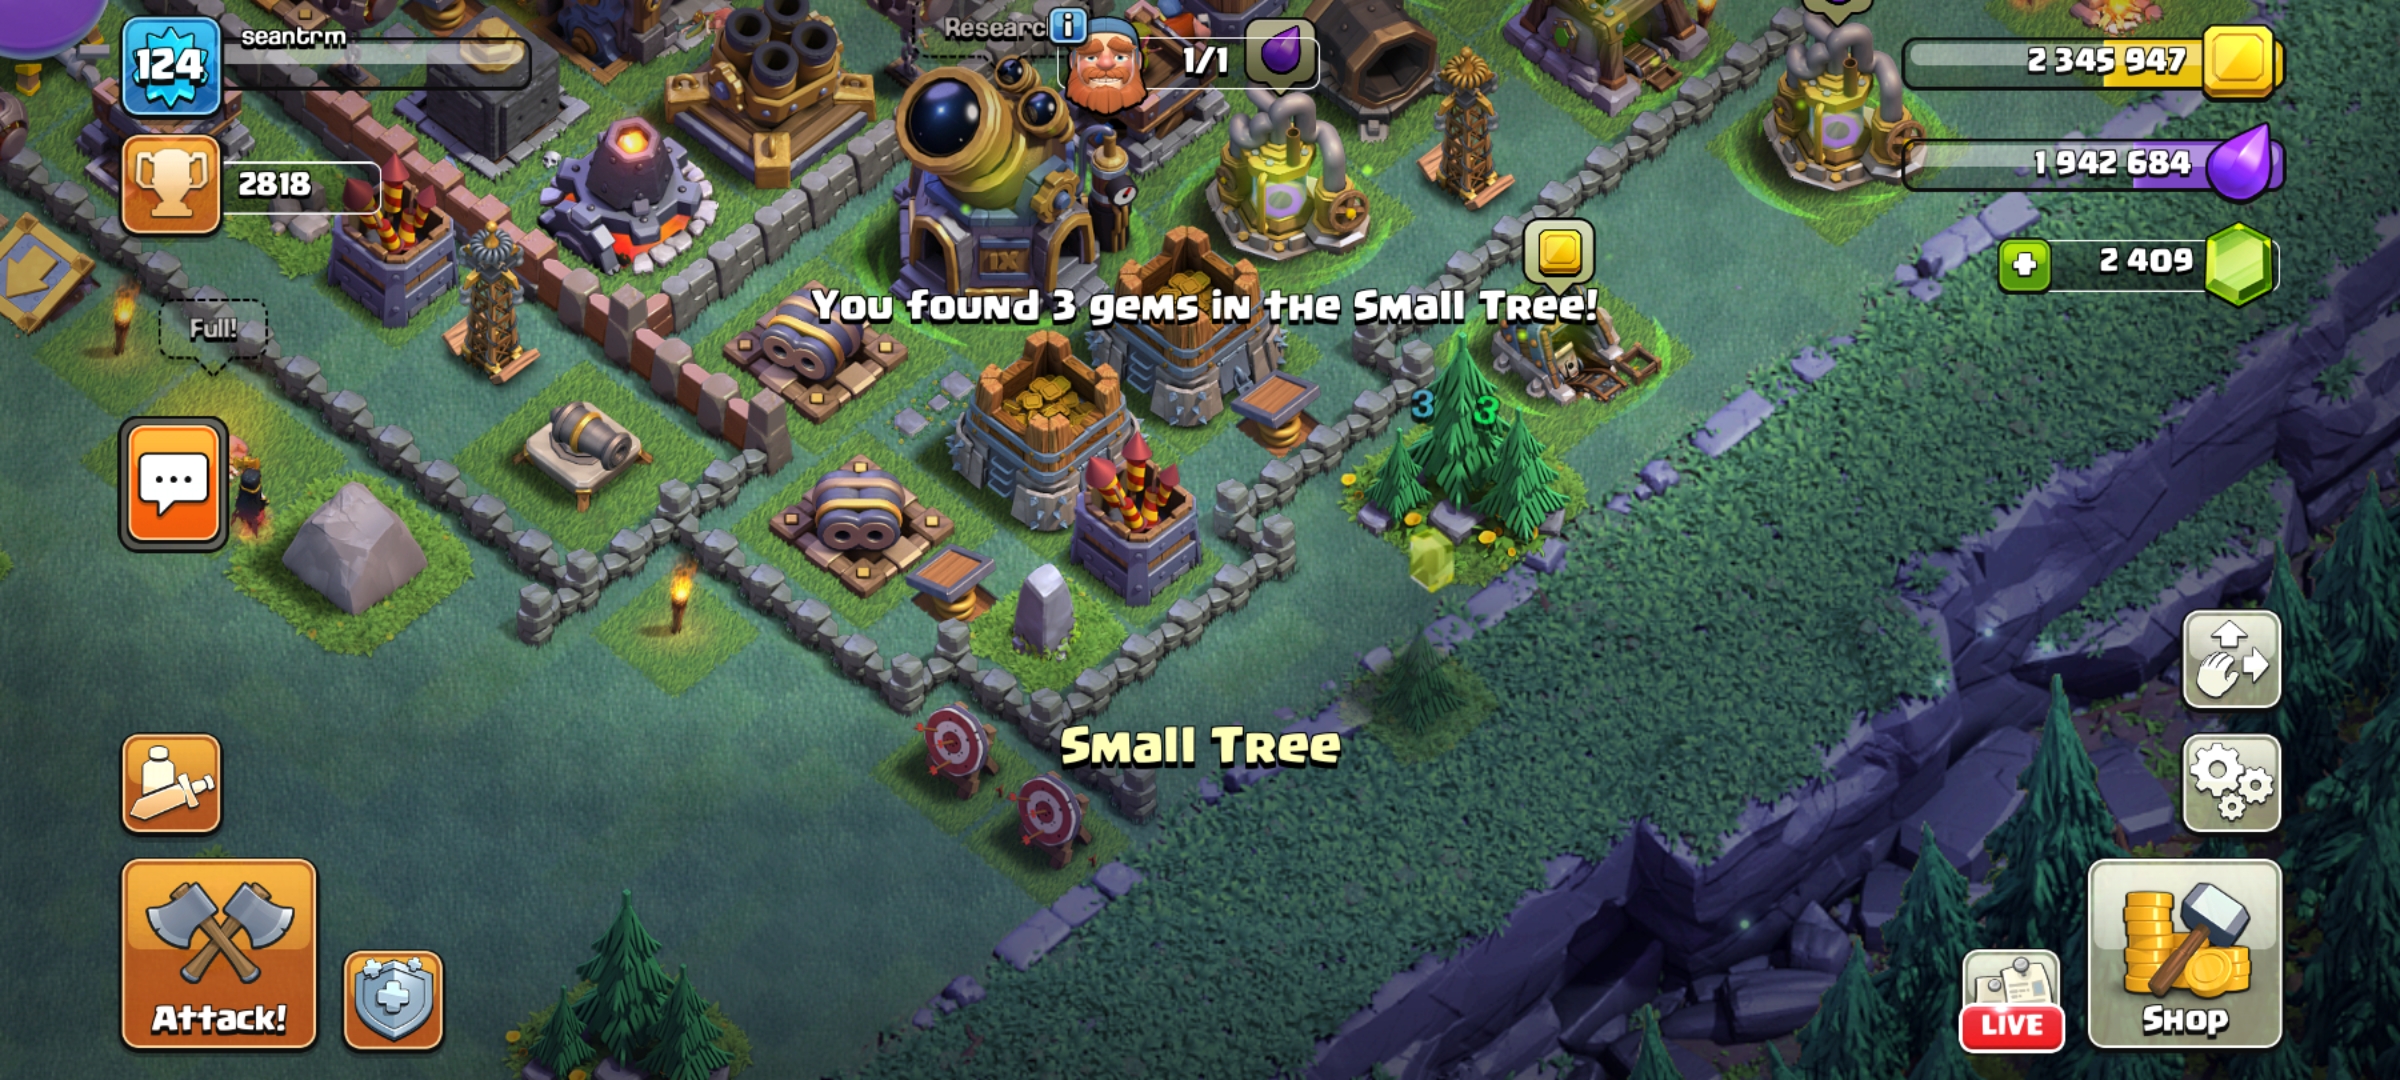 124
seantrm
Researc
i
1/1
2 345 947
2818
1 942 684
2 409
You found 3 gems in the Small Tree!
Full!
IX
3
3
Small Tree
Attack!
LIVE
Shop